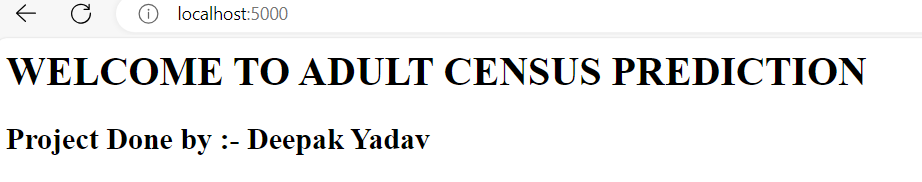 localhost:5000
WELCOME TO ADULT CENSUS PREDICTION
Project Done by :- Deepak Yadav